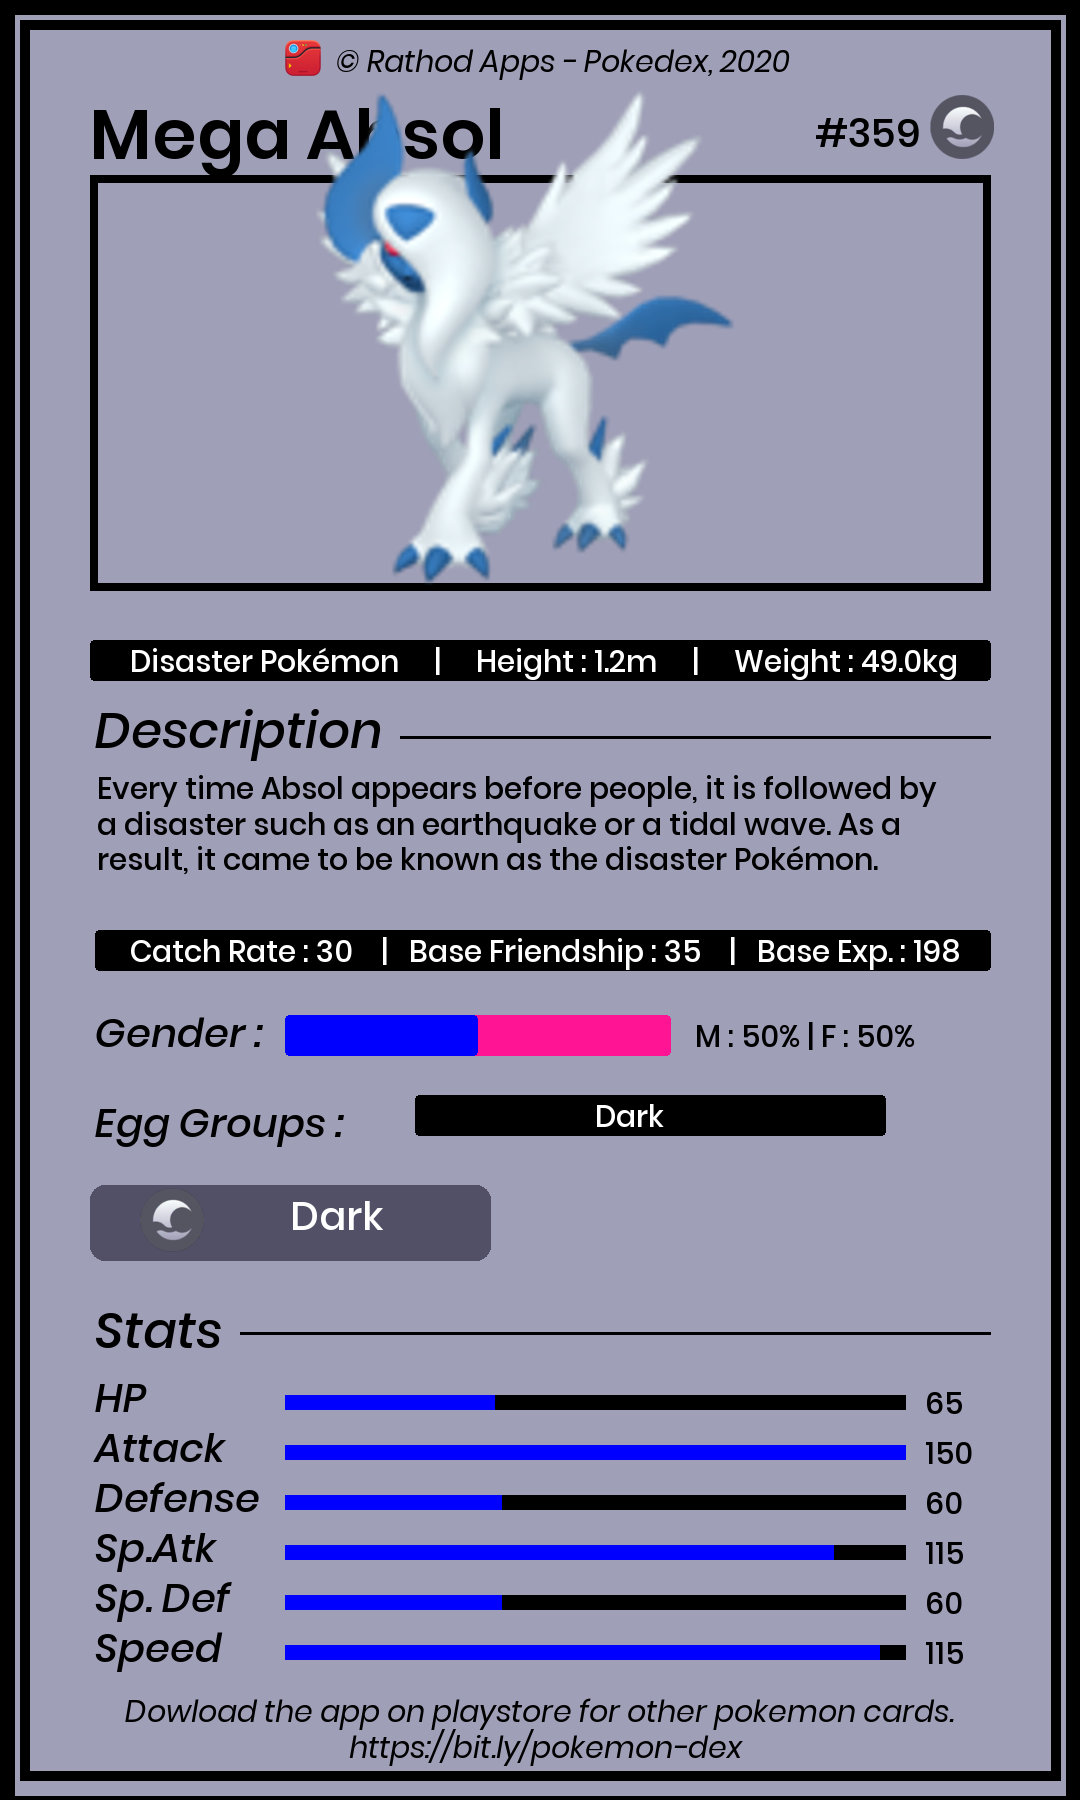 © Rathod Apps - Pokedex, 2020
Mega Absol #359
Disaster Pokémon | Height : 1.2m | Weight : 49.0kg
Description
Every time Absol appears before people, it is followed by
a disaster such as an earthquake or a tidal wave. As a
result, it came to be known as the disaster Pokémon.
Catch Rate : 30 | Base Friendship : 35 | Base Exp. : 198
Gender : M : 50% | F : 50%
Egg Groups : Dark
Dark
Stats
HP 65
Attack 150
Defense 60
Sp.Atk 115
Sp. Def 60
Speed 115
Dowload the app on playstore for other pokemon cards.
https://bit.ly/pokemon-dex